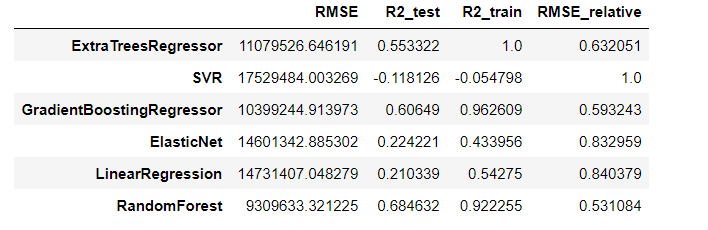 RMSE R2_test R2_train RMSE_relative
ExtraTreesRegressor 11079526.646191 0.553322 1.0 0.632051
SVR 17529484.003269 -0.118126 -0.054798 1.0
GradientBoostingRegressor 10399244.913973 0.60649 0.962609 0.593243
ElasticNet 14601342.885302 0.224221 0.433956 0.832959
LinearRegression 14731407.048279 0.210339 0.54275 0.840379
RandomForest 9309633.321225 0.684632 0.922255 0.531084